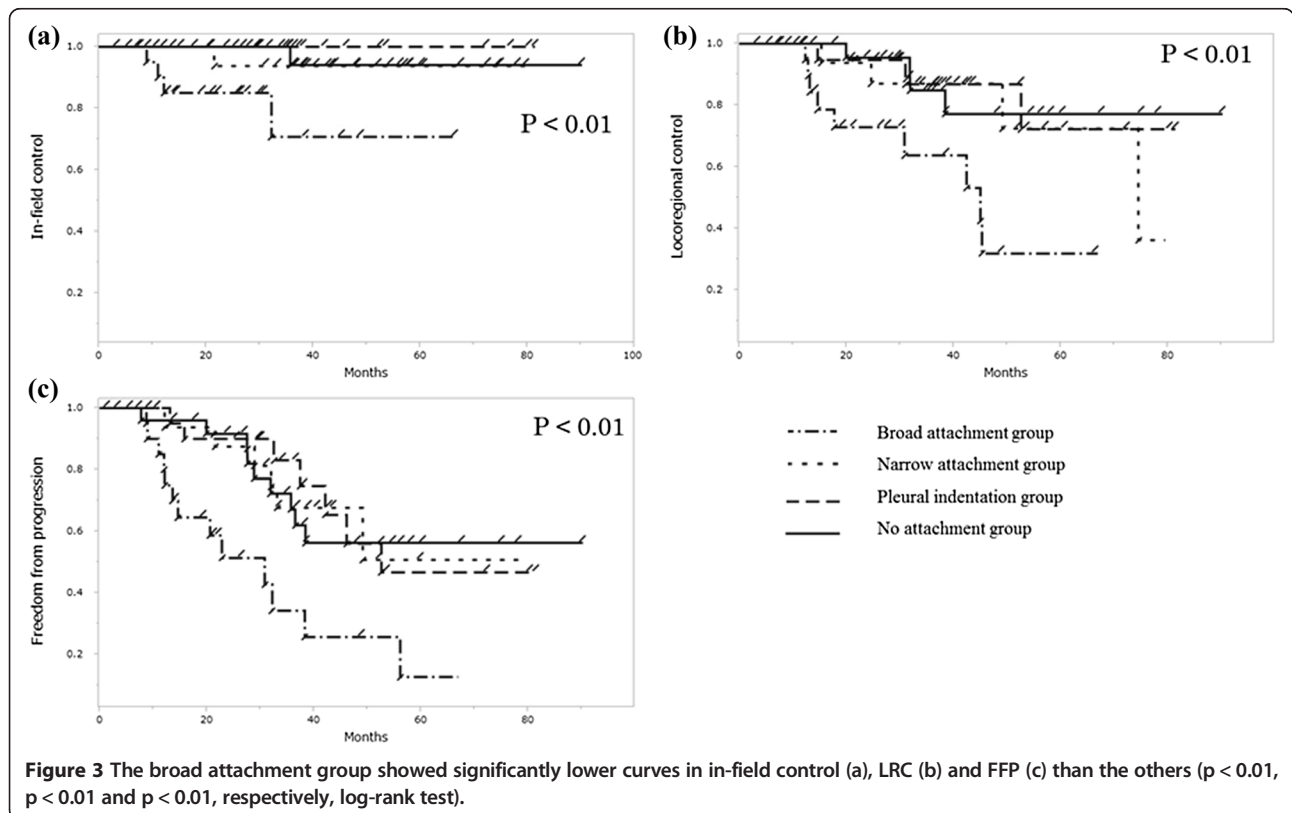 (a)
1.0
0.8
0.6
0.4
0.2
In-field control
P < 0.01
0
20
40
60
80
100
Months
(b)
1.0
0.8
0.6
0.4
0.2
Locoregional control
P < 0.01
0
20
40
60
80
Months
(c)
1.0
0.8
0.6
0.4
0.2
Freedom from progression
P < 0.01
0
20
40
60
80
Months
Broad attachment group
Narrow attachment group
Pleural indentation group
No attachment group
Figure 3 The broad attachment group showed significantly lower curves in in-field control (a), LRC (b) and FFP (c) than the others (p < 0.01,
p < 0.01 and p < 0.01, respectively, log-rank test).